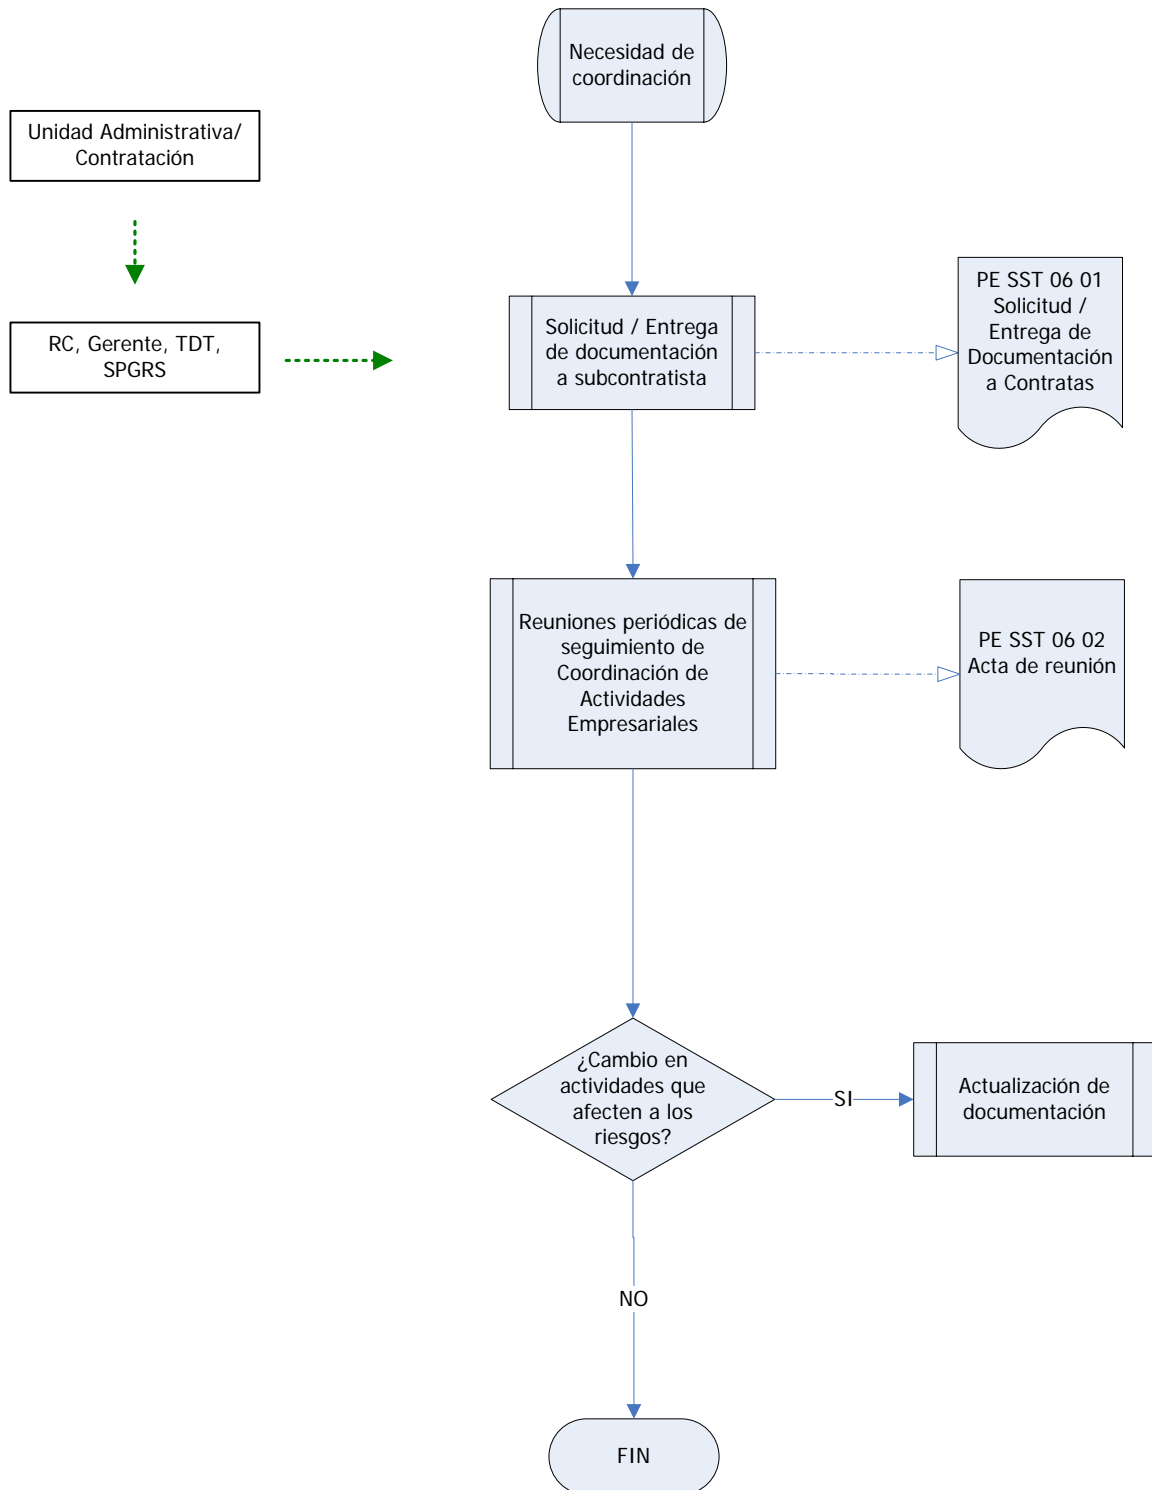 Necesidad de
coordinación
Unidad Administrativa/
Contratación
RC, Gerente, TDT,
SPGRS
Solicitud / Entrega
de documentación
a subcontratista
PE SST 06 01
Solicitud /
Entrega de
Documentación
a Contratas
Reuniones periódicas de
seguimiento de
Coordinación de
Actividades
Empresariales
PE SST 06 02
Acta de reunión
¿Cambio en
actividades que
afecten a los
riesgos?
SI
Actualización de
documentación
NO
FIN